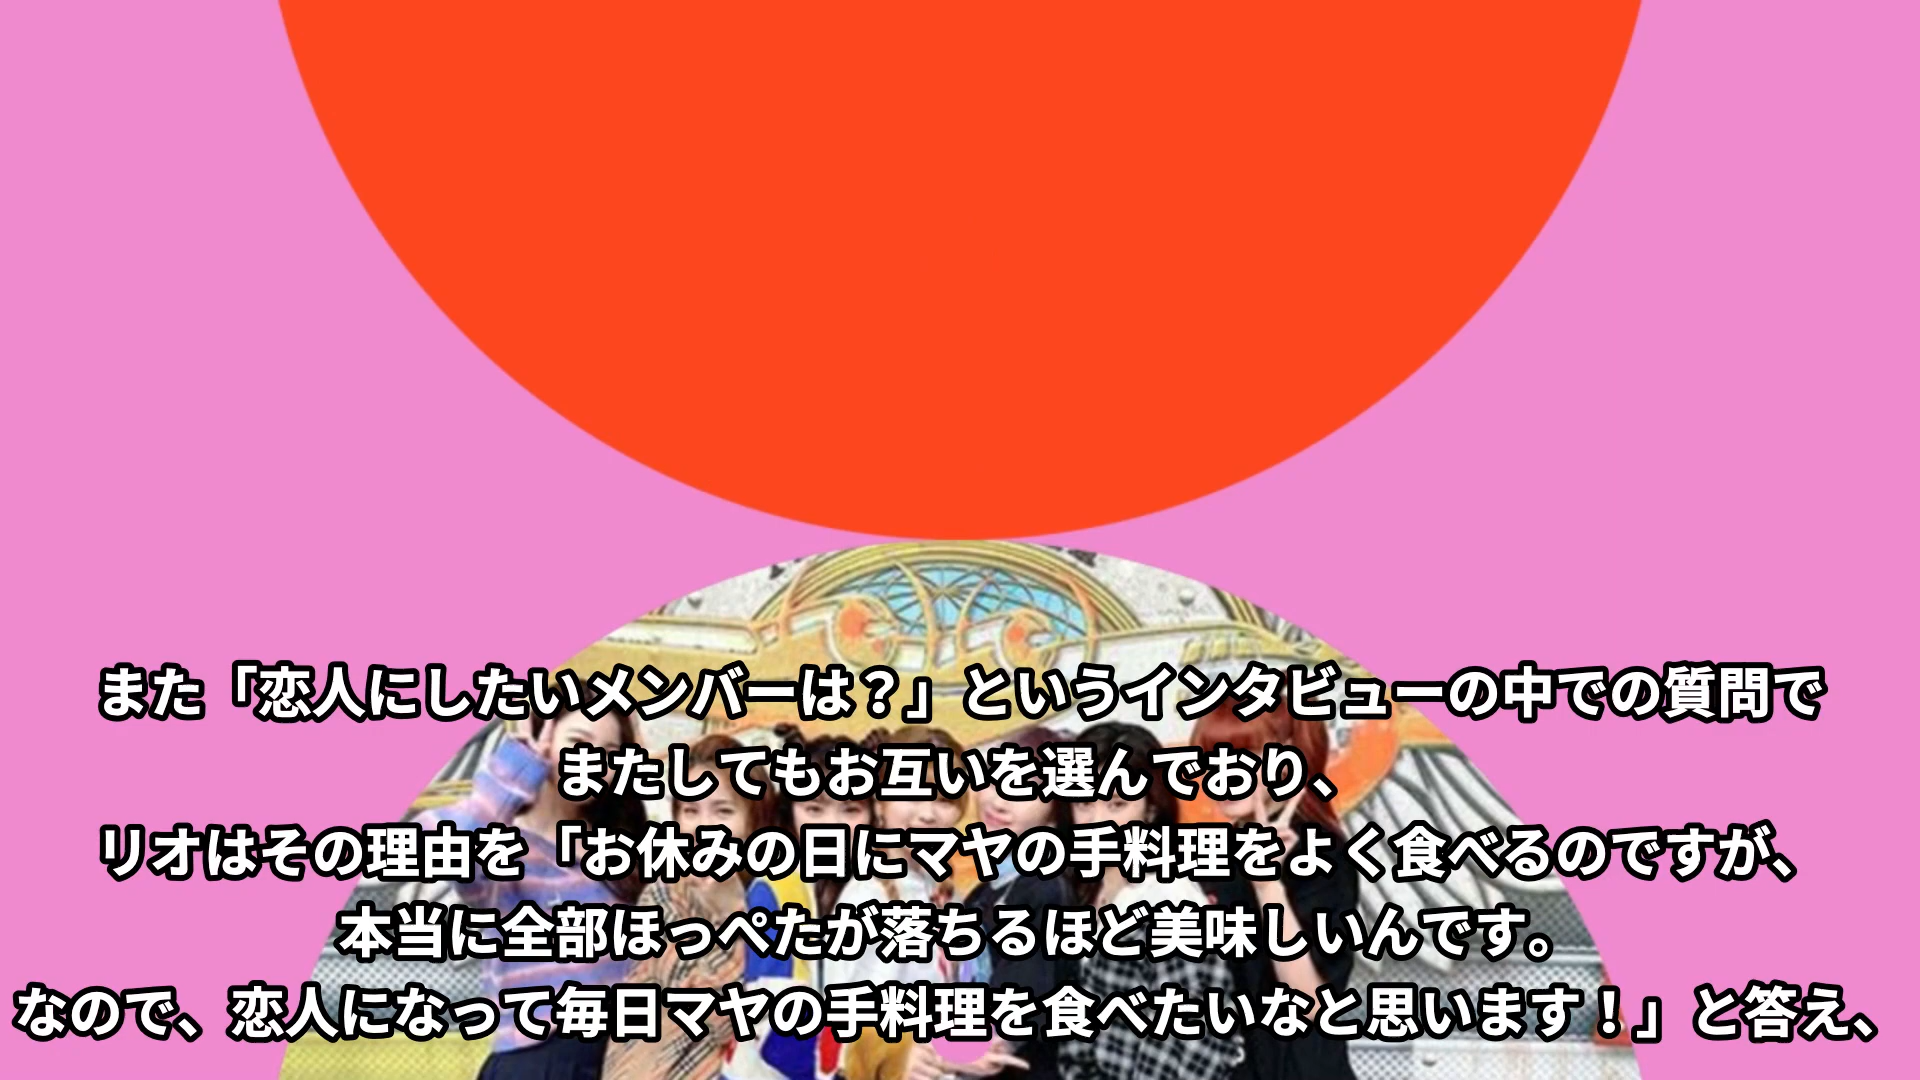 また「恋人にしたいメンバーは？」というインタビューの中での質問で
またしてもお互いを選んでおり、
リオはその理由を「お休みの日にマヤの手料理をよく食べるのですが、
本当に全部ほっぺたが落ちるほど美味しいんです。
なので、恋人になって毎日マヤの手料理を食べたいなと思います！」と答え、